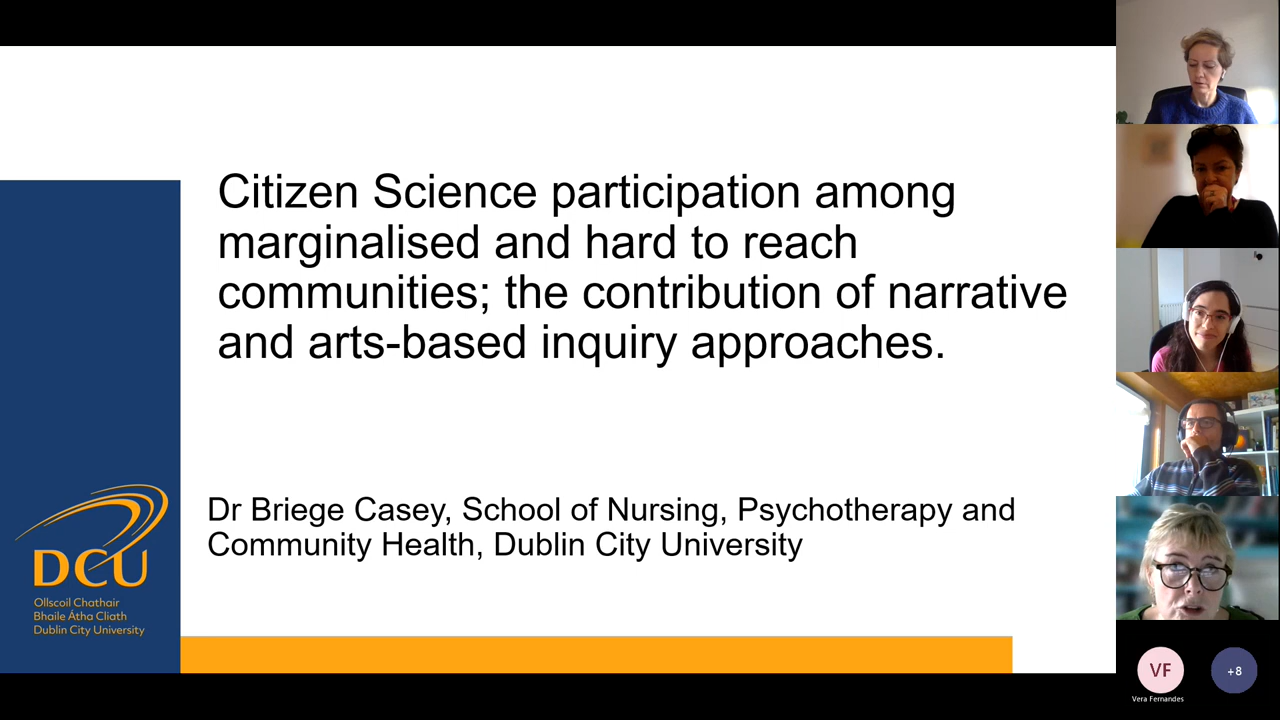 Citizen Science participation among
marginalised and hard to reach
communities; the contribution of narrative
and arts-based inquiry approaches.
Dr Briege Casey, School of Nursing, Psychotherapy and
Community Health, Dublin City University
DCU
Ollscoil Chathair
Bhaile Átha Cliath
Dublin City University
VF
+8
Vera Fernandes